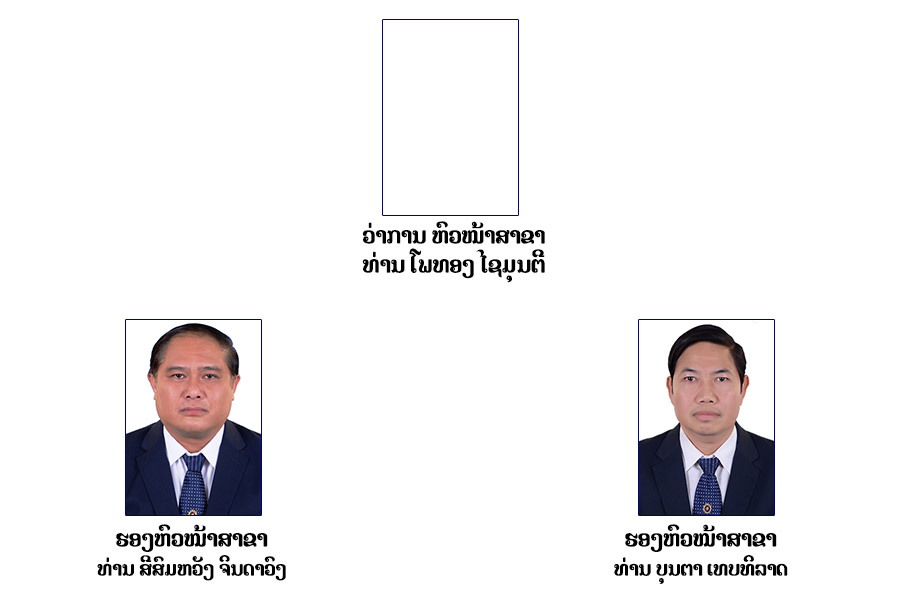 ວ່າການ ຫົວໜ້າສາຂາ
ທ່ານ ໂພທອງ ໄຊມຸນຕີ
ຮອງຫົວໜ້າສາຂາ
ທ່ານ ສີສົມຫວັງ ຈິນດາວົງ
ຮອງຫົວໜ້າສາຂາ
ທ່ານ ບຸນຕາ ເທບທິລາດ